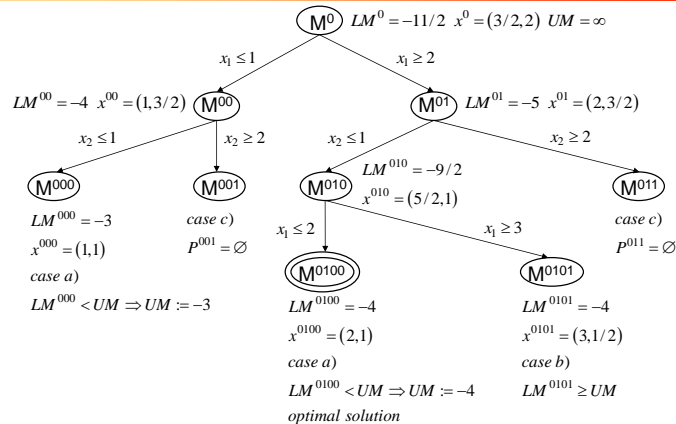 M⁰ LM⁰ = −11/2 x⁰ = (3/2,2) UM = ∞
x₁ ≤ 1 x₁ ≥ 2
LM⁰⁰ = −4 x⁰⁰ = (1,3/2) M⁰⁰ M⁰¹ LM⁰¹ = −5 x⁰¹ = (2,3/2)
x₂ ≤ 1 x₂ ≥ 2 x₂ ≤ 1 x₂ ≥ 2
M⁰⁰⁰ M⁰⁰¹ M⁰¹⁰ LM⁰¹⁰ = −9/2 M⁰¹¹
x⁰¹⁰ = (5/2,1)
LM⁰⁰⁰ = −3
x⁰⁰⁰ = (1,1)
case a)
LM⁰⁰⁰ < UM ⇒ UM := −3
case c)
P⁰⁰¹ = ∅
x₁ ≤ 2 x₁ ≥ 3
case c)
P⁰¹¹ = ∅
M⁰¹⁰⁰ M⁰¹⁰¹
LM⁰¹⁰⁰ = −4
x⁰¹⁰⁰ = (2,1)
case a)
LM⁰¹⁰⁰ < UM ⇒ UM := −4
optimal solution
LM⁰¹⁰¹ = −4
x⁰¹⁰¹ = (3,1/2)
case b)
LM⁰¹⁰¹ ≥ UM